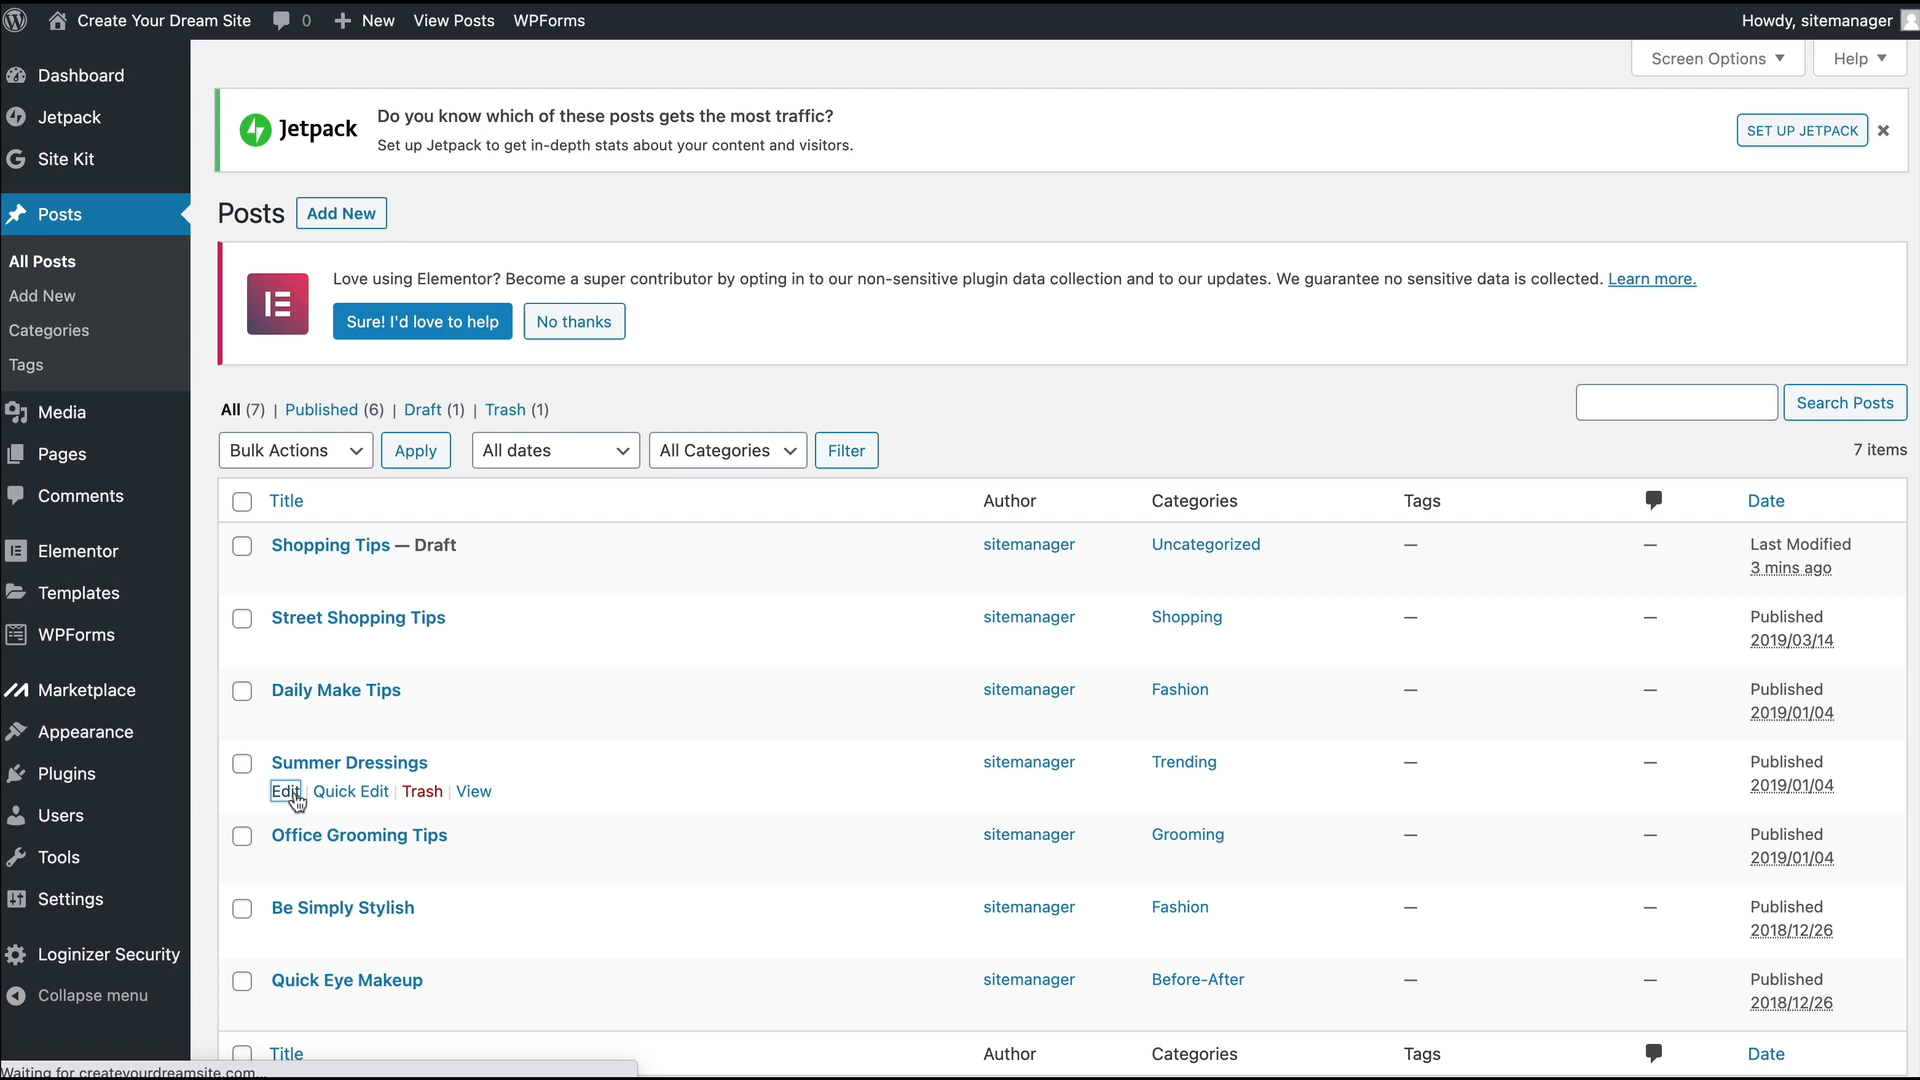 Create Your Dream Site 0 New View Posts WPForms Howdy, sitemanager
Dashboard
Jetpack
Site Kit
Posts
All Posts
Add New
Categories
Tags
Media
Pages
Comments
Elementor
Templates
WPForms
Marketplace
Appearance
Plugins
Users
Tools
Settings
Loginizer Security
Collapse menu
Screen Options Help
Jetpack
Do you know which of these posts gets the most traffic?
Set up Jetpack to get in-depth stats about your content and visitors.
SET UP JETPACK
Posts Add New
Love using Elementor? Become a super contributor by opting in to our non-sensitive plugin data collection and to our updates. We guarantee no sensitive data is collected. Learn more.
Sure! I'd love to help No thanks
All (7) | Published (6) | Draft (1) | Trash (1)
Search Posts
Bulk Actions Apply All dates All Categories Filter 7 items
Title Author Categories Tags Date
Shopping Tips — Draft sitemanager Uncategorized — — Last Modified
3 mins ago
Street Shopping Tips sitemanager Shopping — — Published
2019/03/14
Daily Make Tips sitemanager Fashion — — Published
2019/01/04
Summer Dressings sitemanager Trending — — Published
Edit | Quick Edit | Trash | View 2019/01/04
Office Grooming Tips sitemanager Grooming — — Published
2019/01/04
Be Simply Stylish sitemanager Fashion — — Published
2018/12/26
Quick Eye Makeup sitemanager Before-After — — Published
2018/12/26
Title Author Categories Tags Date
Waiting for createyourdreamsite.com...